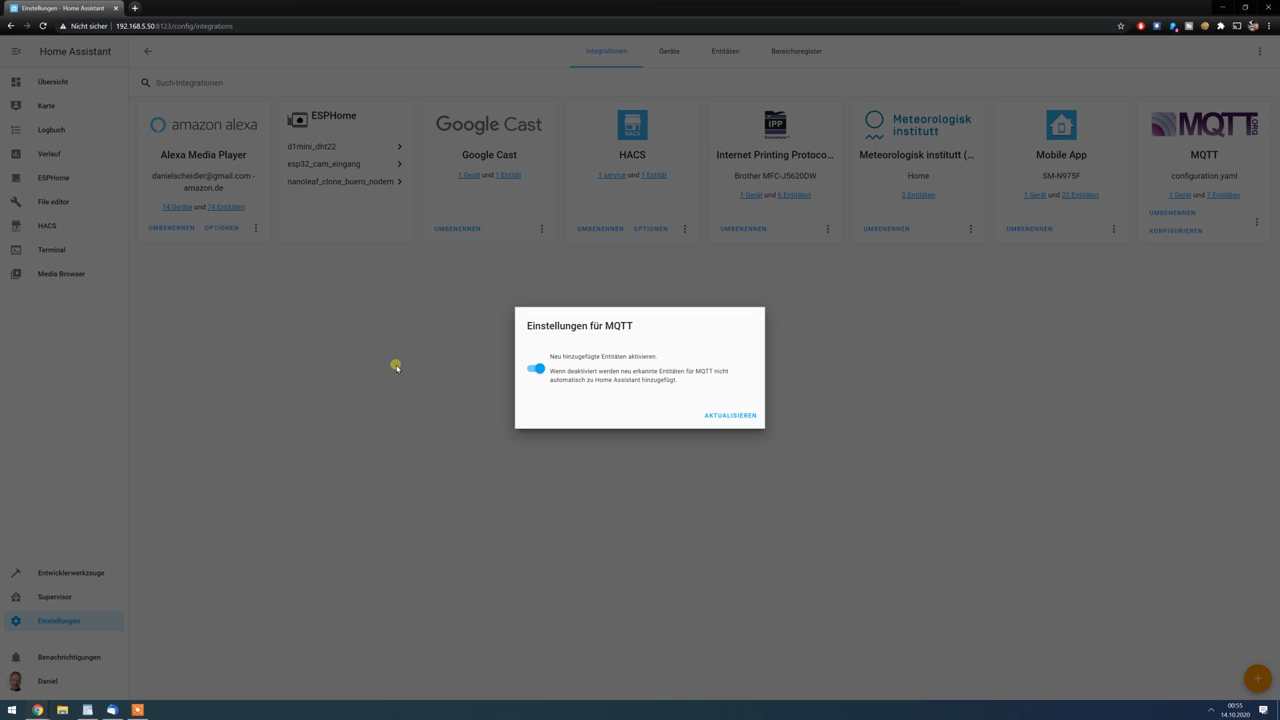 Einstellungen - Home Assistant
Nicht sicher
192.168.5.50:8123/config/integrations
Home Assistant
Integrationen
Geräte
Entitäten
Bereichsregister
Übersicht
Karte
Logbuch
Verlauf
ESPHome
File editor
HACS
Terminal
Media Browser
Entwicklerwerkzeuge
Supervisor
Einstellungen
Benachrichtigungen
Daniel
Such-Integrationen
amazon alexa
Alexa Media Player
danielscheidler@gmail.com -
amazon.de
14 Geräte und 74 Entitäten
UMBENENNEN
OPTIONEN
ESPHome
d1mini_dht22
esp32_cam_eingang
nanoleaf_clone_buero_nodem
Google Cast
Google Cast
1 Gerät und 1 Entität
UMBENENNEN
HACS
HACS
1 service und 1 Entität
UMBENENNEN
OPTIONEN
IPP
Internet Printing Protoco...
Brother MFC-J5620DW
1 Gerät und 6 Entitäten
UMBENENNEN
Meteorologisk
institutt
Meteorologisk institutt (...
Home
2 Entitäten
UMBENENNEN
Mobile App
SM-N975F
1 Gerät und 23 Entitäten
UMBENENNEN
MQTT
.ORG
MQTT
configuration.yaml
1 Gerät und 7 Entitäten
UMBENENNEN
KONFIGURIEREN
Einstellungen für MQTT
Neu hinzugefügte Entitäten aktivieren.
Wenn deaktiviert werden neu erkannte Entitäten für MQTT nicht
automatisch zu Home Assistant hinzugefügt.
AKTUALISIEREN
00:55
14.10.2020